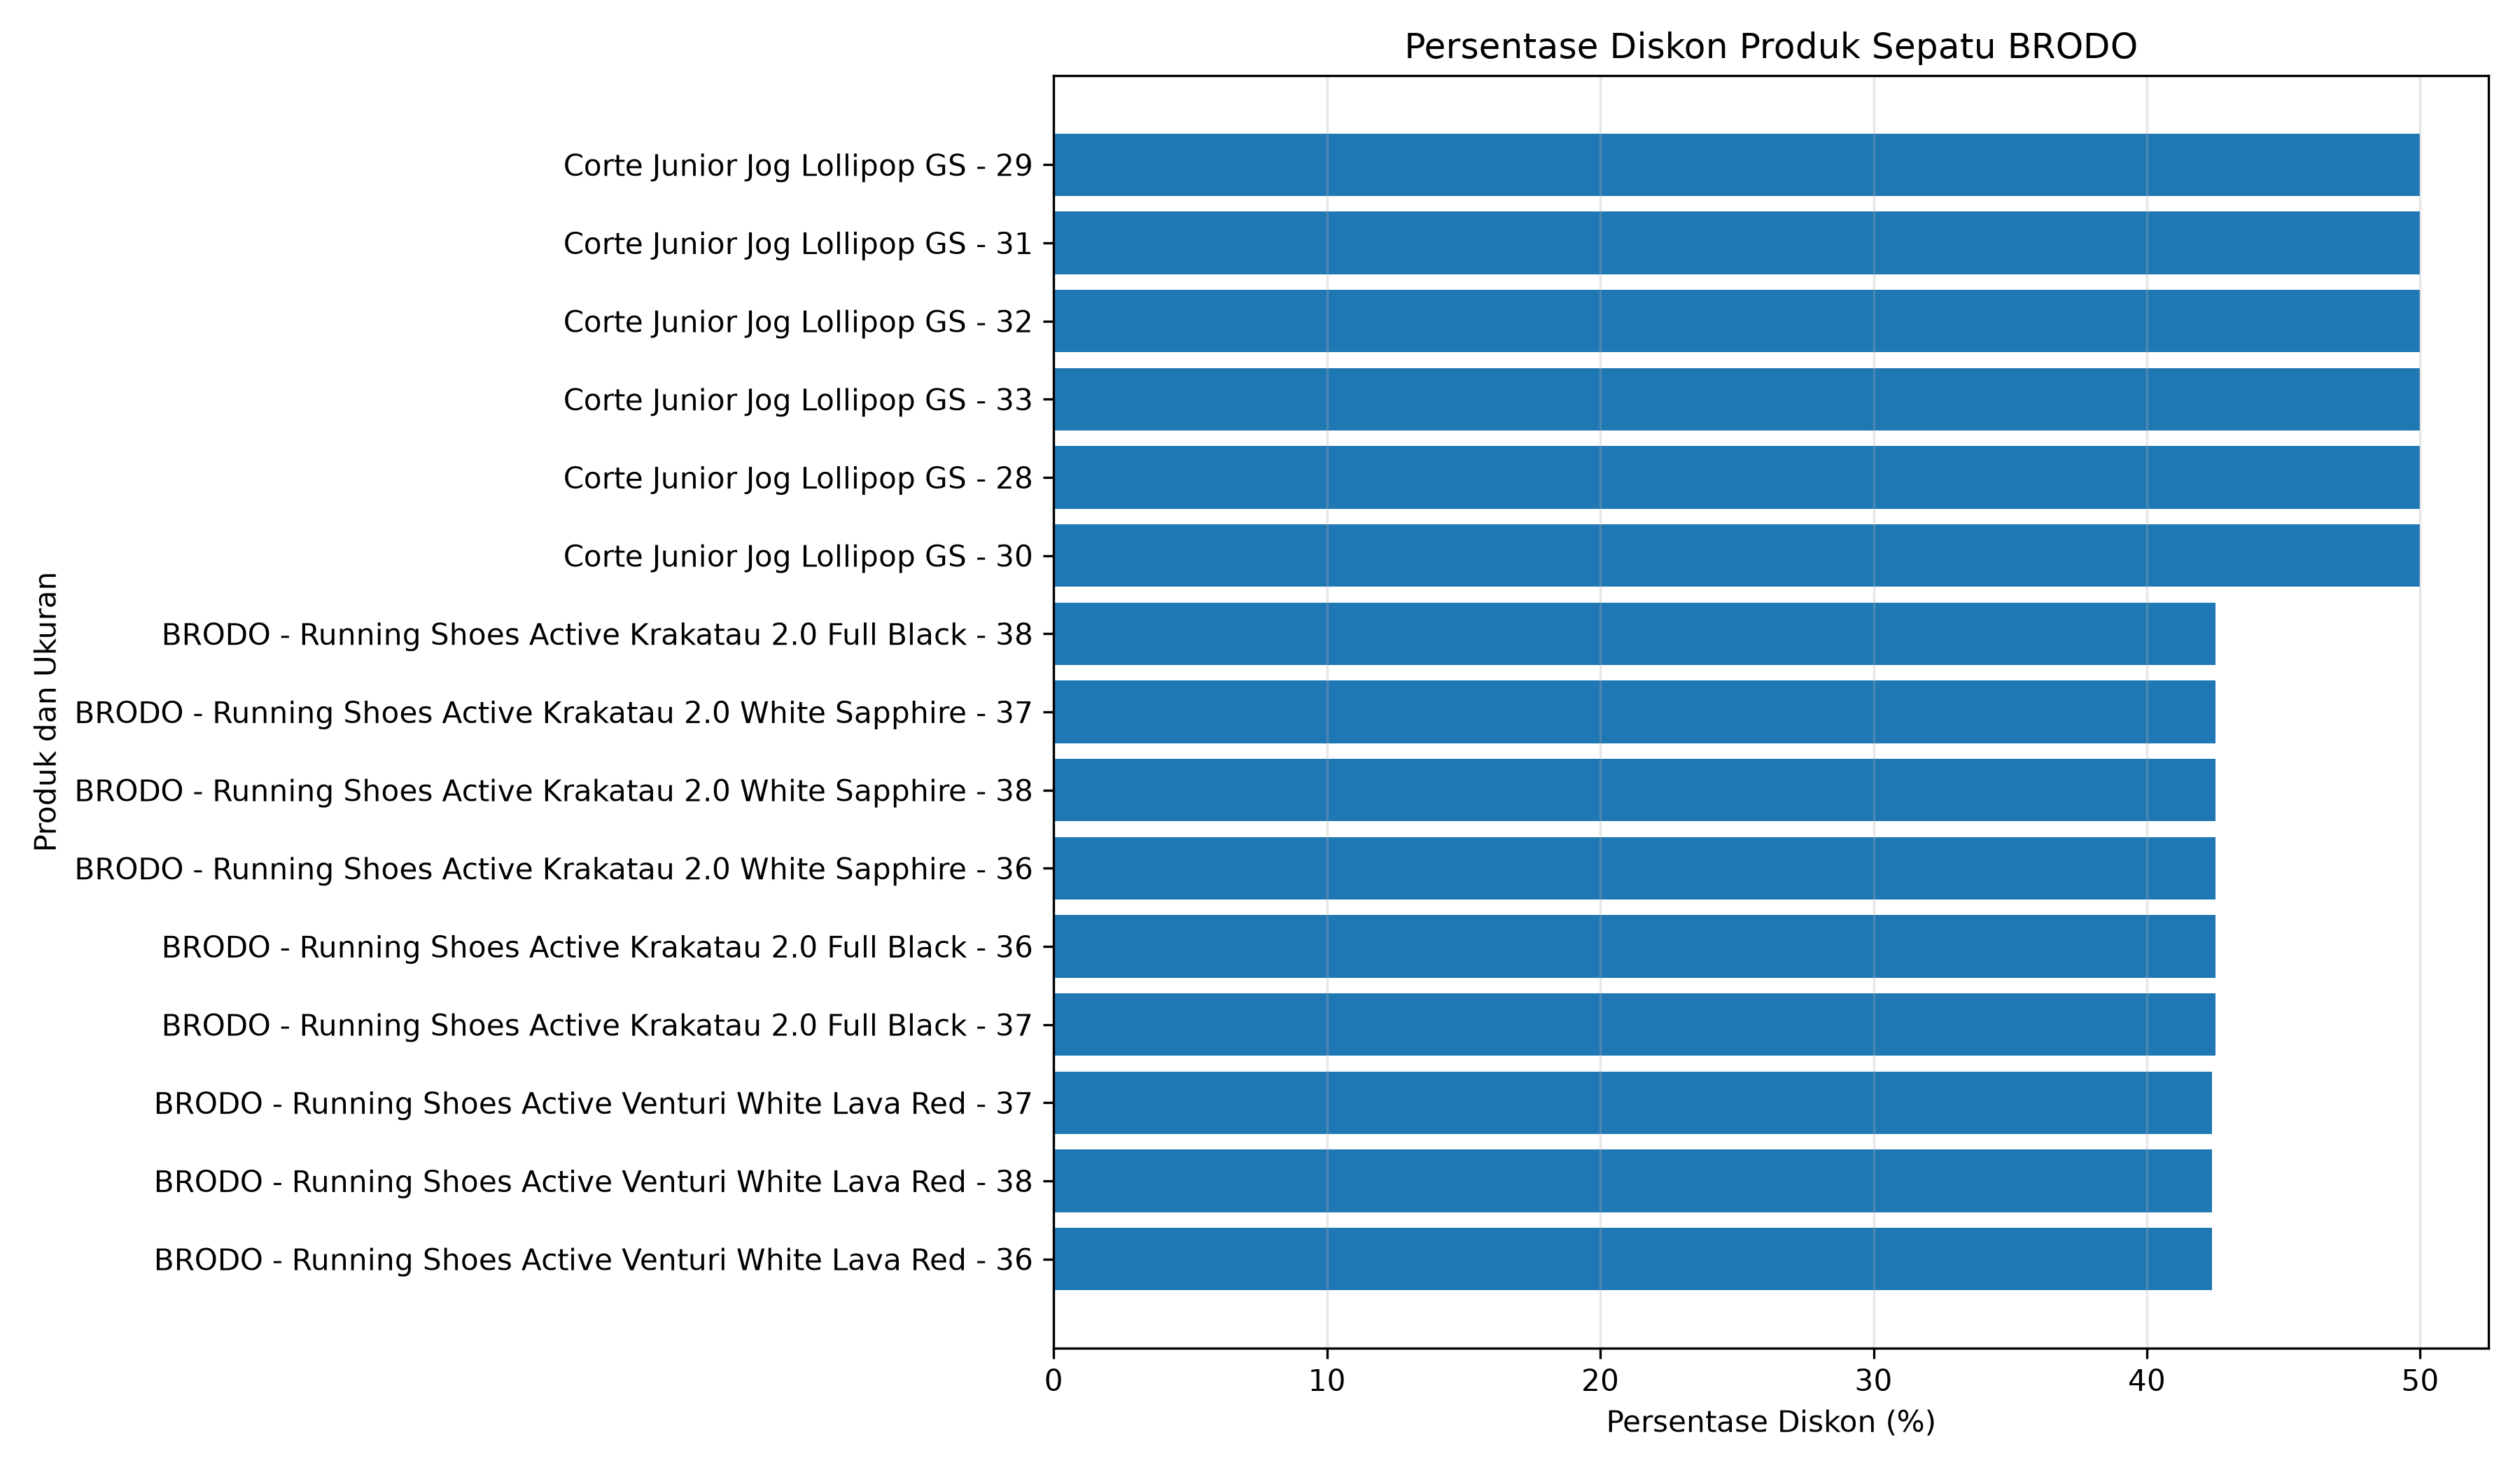 Persentase Diskon Produk Sepatu BRODO
Produk dan Ukuran
Corte Junior Jog Lollipop GS - 29
Corte Junior Jog Lollipop GS - 31
Corte Junior Jog Lollipop GS - 32
Corte Junior Jog Lollipop GS - 33
Corte Junior Jog Lollipop GS - 28
Corte Junior Jog Lollipop GS - 30
BRODO - Running Shoes Active Krakatau 2.0 Full Black - 38
BRODO - Running Shoes Active Krakatau 2.0 White Sapphire - 37
BRODO - Running Shoes Active Krakatau 2.0 White Sapphire - 38
BRODO - Running Shoes Active Krakatau 2.0 White Sapphire - 36
BRODO - Running Shoes Active Krakatau 2.0 Full Black - 36
BRODO - Running Shoes Active Krakatau 2.0 Full Black - 37
BRODO - Running Shoes Active Venturi White Lava Red - 37
BRODO - Running Shoes Active Venturi White Lava Red - 38
BRODO - Running Shoes Active Venturi White Lava Red - 36
0 10 20 30 40 50
Persentase Diskon (%)